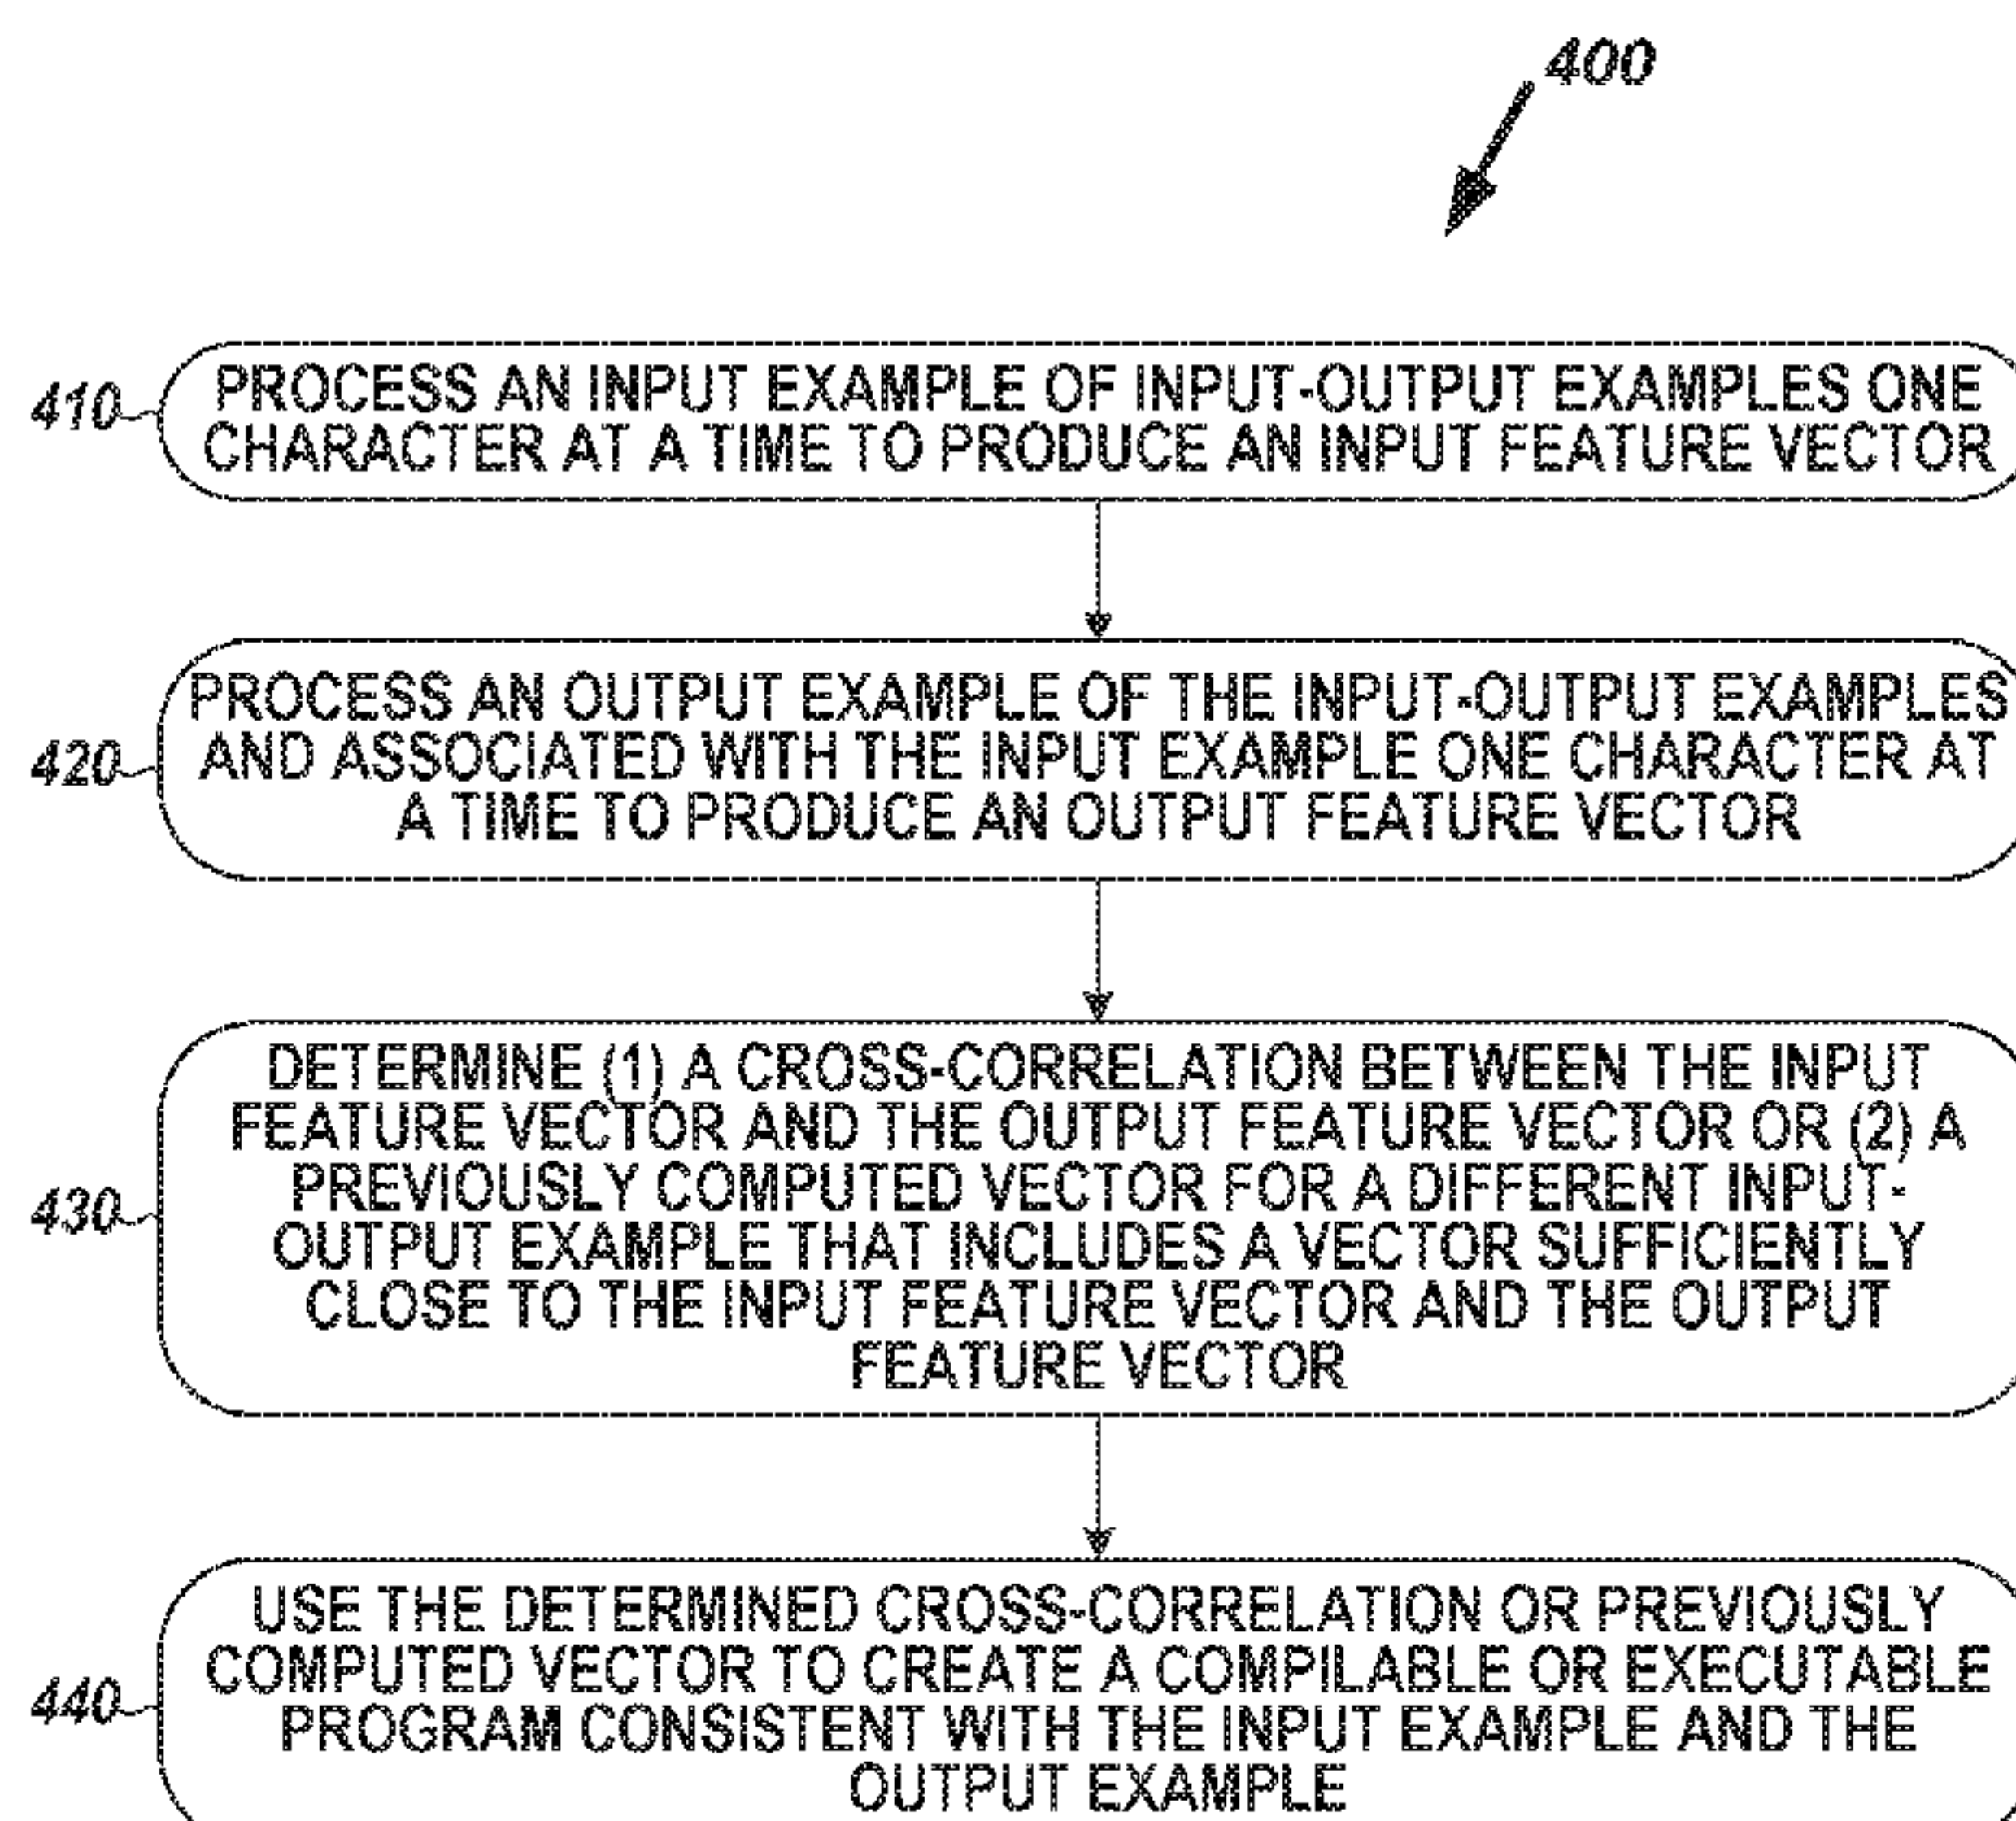 400
410
PROCESS AN INPUT EXAMPLE OF INPUT-OUTPUT EXAMPLES ONE
CHARACTER AT A TIME TO PRODUCE AN INPUT FEATURE VECTOR
420
PROCESS AN OUTPUT EXAMPLE OF THE INPUT-OUTPUT EXAMPLES
AND ASSOCIATED WITH THE INPUT EXAMPLE ONE CHARACTER AT
A TIME TO PRODUCE AN OUTPUT FEATURE VECTOR
430
DETERMINE (1) A CROSS-CORRELATION BETWEEN THE INPUT
FEATURE VECTOR AND THE OUTPUT FEATURE VECTOR OR (2) A
PREVIOUSLY COMPUTED VECTOR FOR A DIFFERENT INPUT-
OUTPUT EXAMPLE THAT INCLUDES A VECTOR SUFFICIENTLY
CLOSE TO THE INPUT FEATURE VECTOR AND THE OUTPUT
FEATURE VECTOR
440
USE THE DETERMINED CROSS-CORRELATION OR PREVIOUSLY
COMPUTED VECTOR TO CREATE A COMPILABLE OR EXECUTABLE
PROGRAM CONSISTENT WITH THE INPUT EXAMPLE AND THE
OUTPUT EXAMPLE